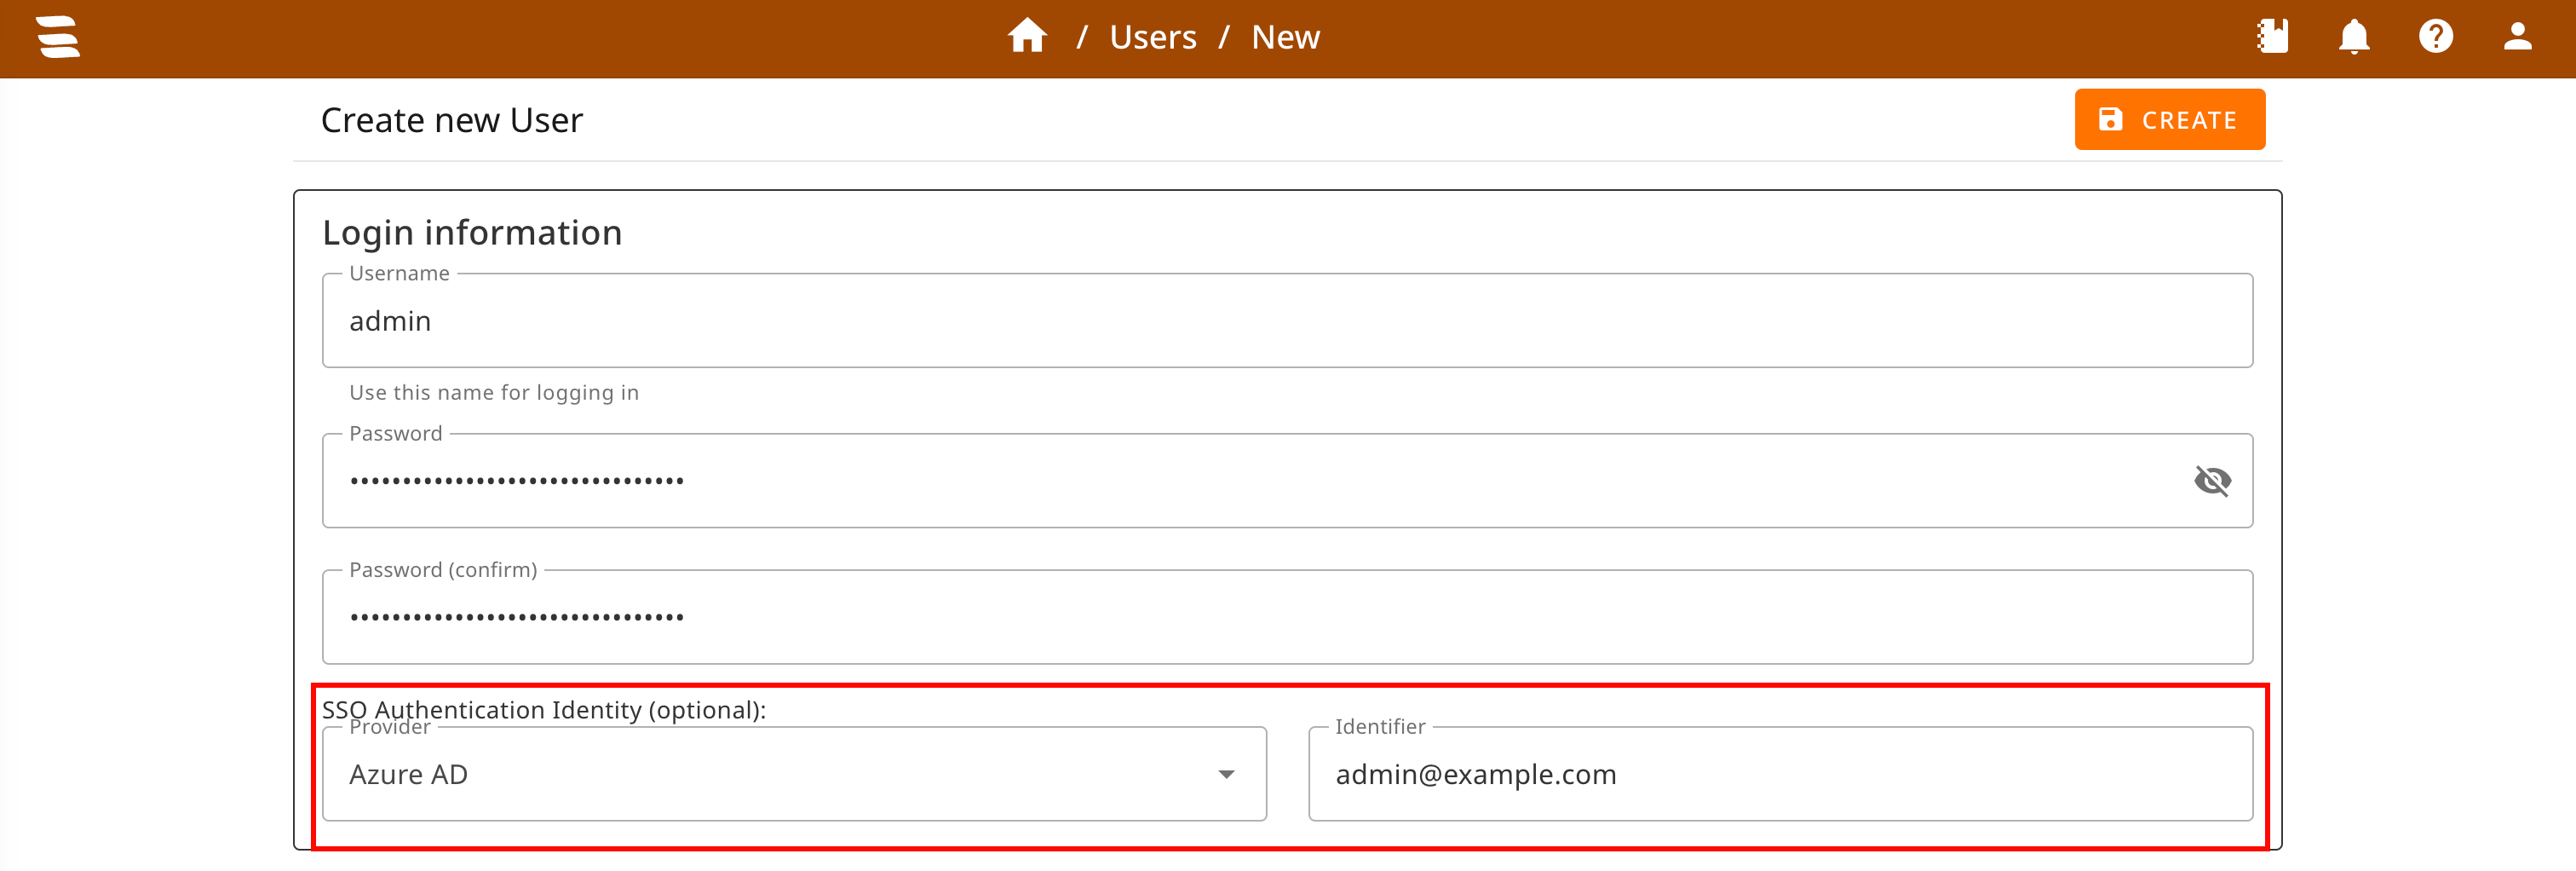 / Users / New
Create new User
CREATE
Login information
Username
admin
Use this name for logging in
Password
••••••••••••••••••••••••••••••••
Password (confirm)
••••••••••••••••••••••••••••••••
SSO Authentication Identity (optional):
Provider
Azure AD
Identifier
admin@example.com